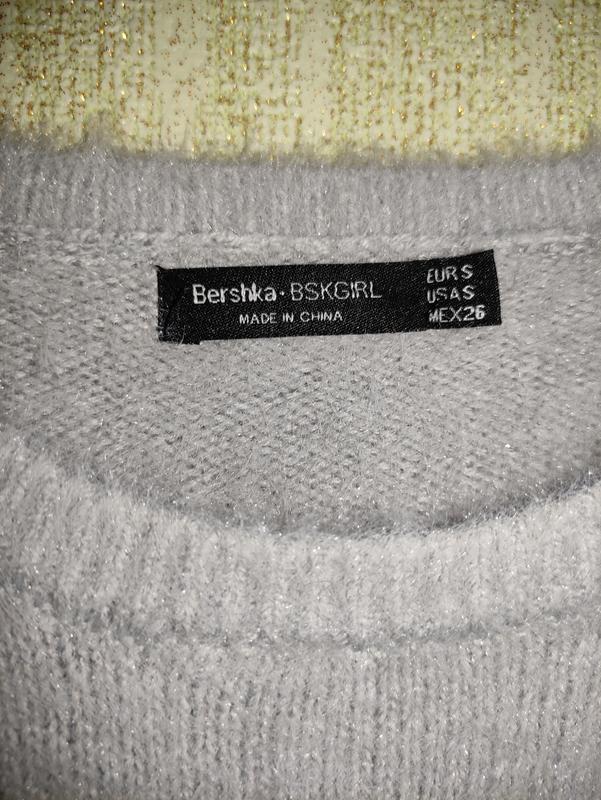 Bershka · BSKGIRL
MADE IN CHINA
EUR S
USA S
MEX 26